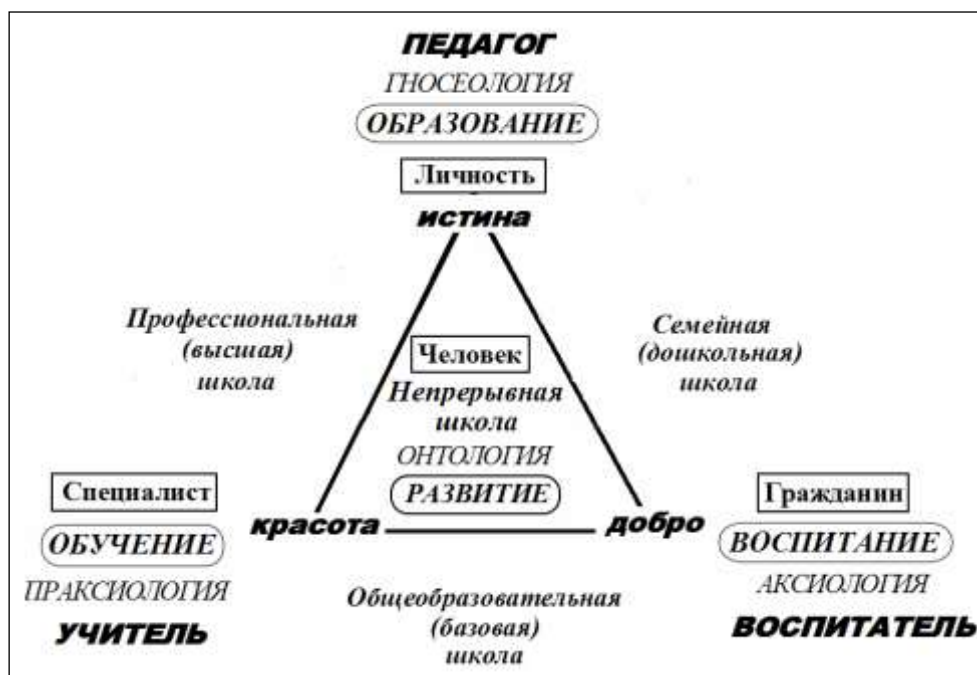 ПЕДАГОГ
ГНОСЕОЛОГИЯ
ОБРАЗОВАНИЕ
Личность
истина
Профессиональная
(высшая)
школа
Семейная
(дошкольная)
школа
Человек
Непрерывная
школа
ОНТОЛОГИЯ
РАЗВИТИЕ
Специалист
ОБУЧЕНИЕ
ПРАКСИОЛОГИЯ
УЧИТЕЛЬ
красота
добро
Гражданин
ВОСПИТАНИЕ
АКСИОЛОГИЯ
ВОСПИТАТЕЛЬ
Общеобразовательная
(базовая)
школа